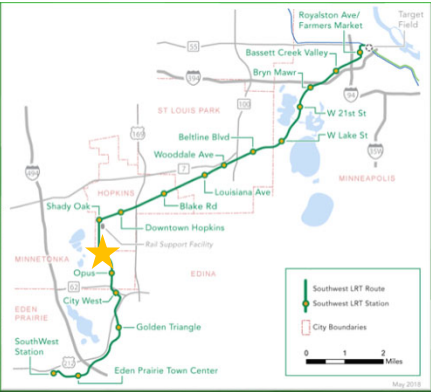 Royalston Ave/
Farmers Market
Target
Field
55
Bassett Creek Valley
394
Bryn Mawr
94
ST LOUIS PARK
100
W 21st St
169
Beltline Blvd
W Lake St
Wooddale Ave
35W
7
MINNEAPOLIS
494
HOPKINS
Louisiana Ave
Blake Rd
Shady Oak
Downtown Hopkins
Rail Support Facility
MINNETONKA
Opus
EDINA
62
City West
Southwest LRT Route
Southwest LRT Station
City Boundaries
EDEN
PRAIRIE
Golden Triangle
SouthWest
Station
212
0 1 2
Miles
Eden Prairie Town Center
May 2018